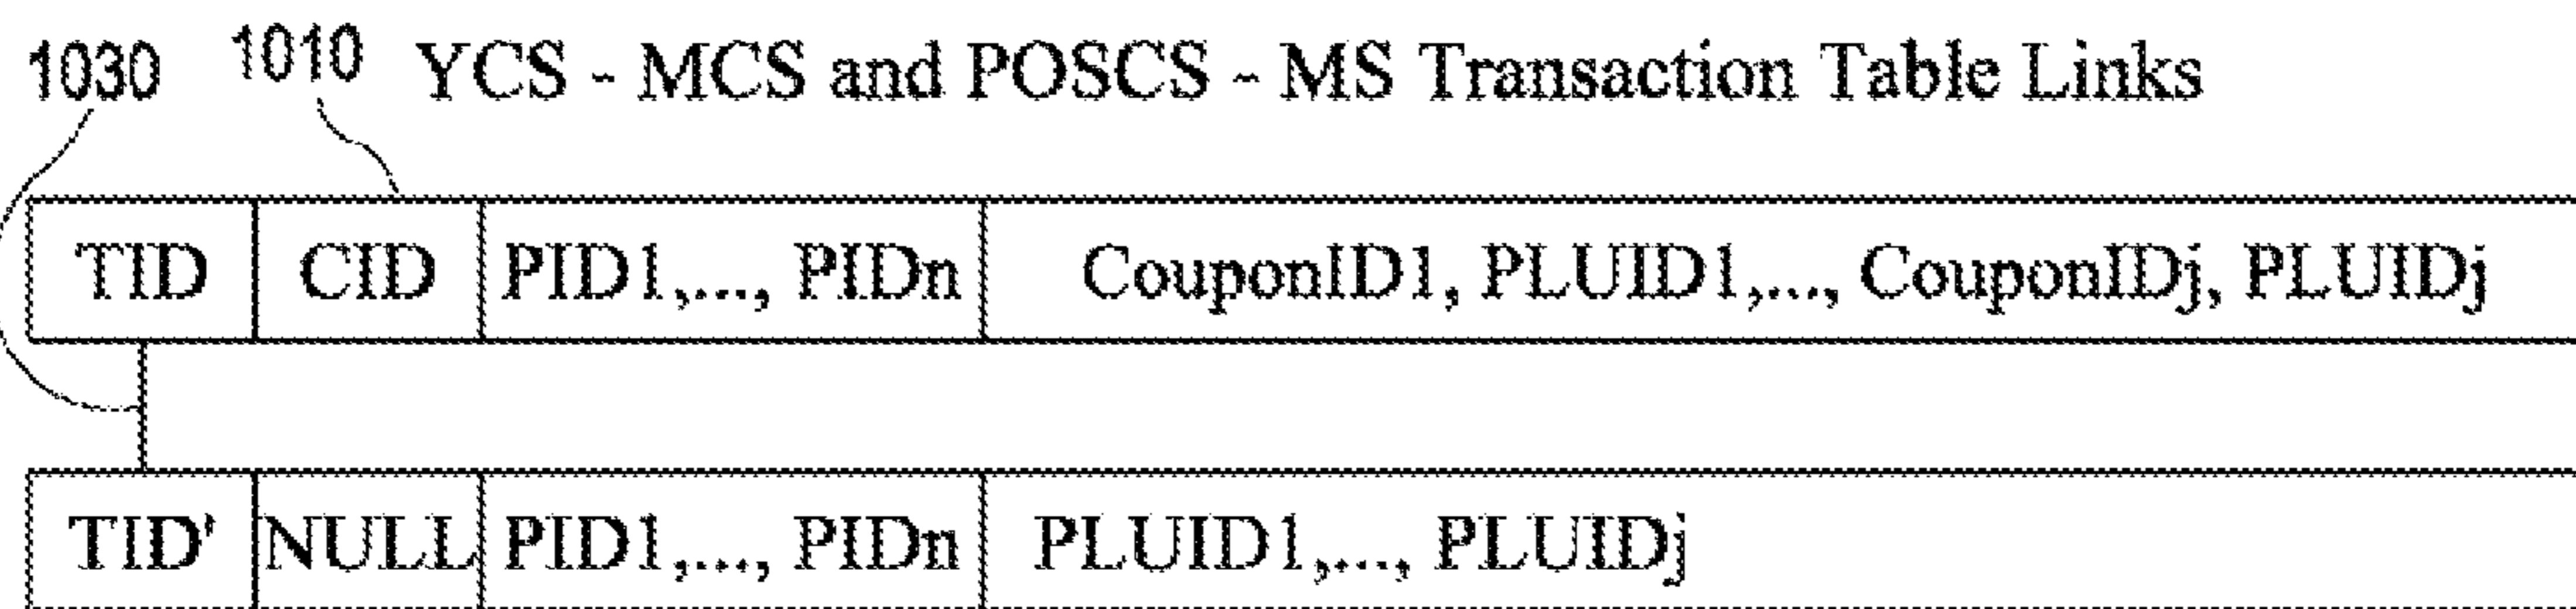 1030 1010 YCS - MCS and POSCS - MS Transaction Table Links
TID CID PID1,..., PIDn CouponID1, PLUID1,..., CouponIDj, PLUIDj
TID' NULL PID1,..., PIDn PLUID1,..., PLUIDj